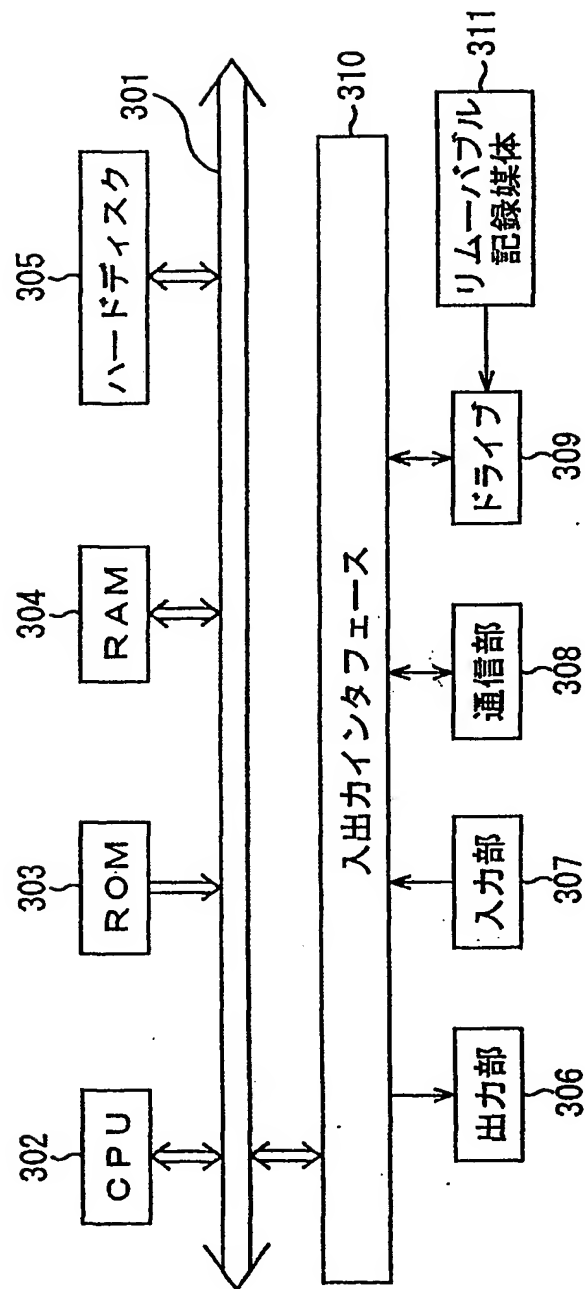 302
CPU
303
ROM
304
RAM
305
ハードディスク
301
入出力インタフェース
310
出力部
306
入力部
307
通信部
308
ドライブ
309
リムーバブル
記録媒体
311